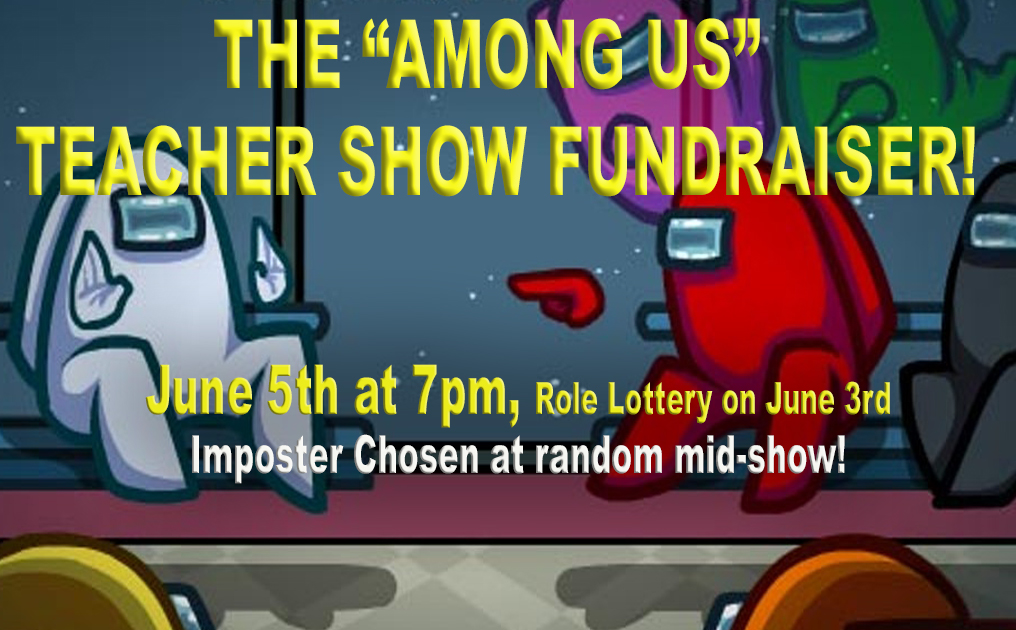 THE “AMONG US”
TEACHER SHOW FUNDRAISER!
June 5th at 7pm, Role Lottery on June 3rd
Imposter Chosen at random mid-show!